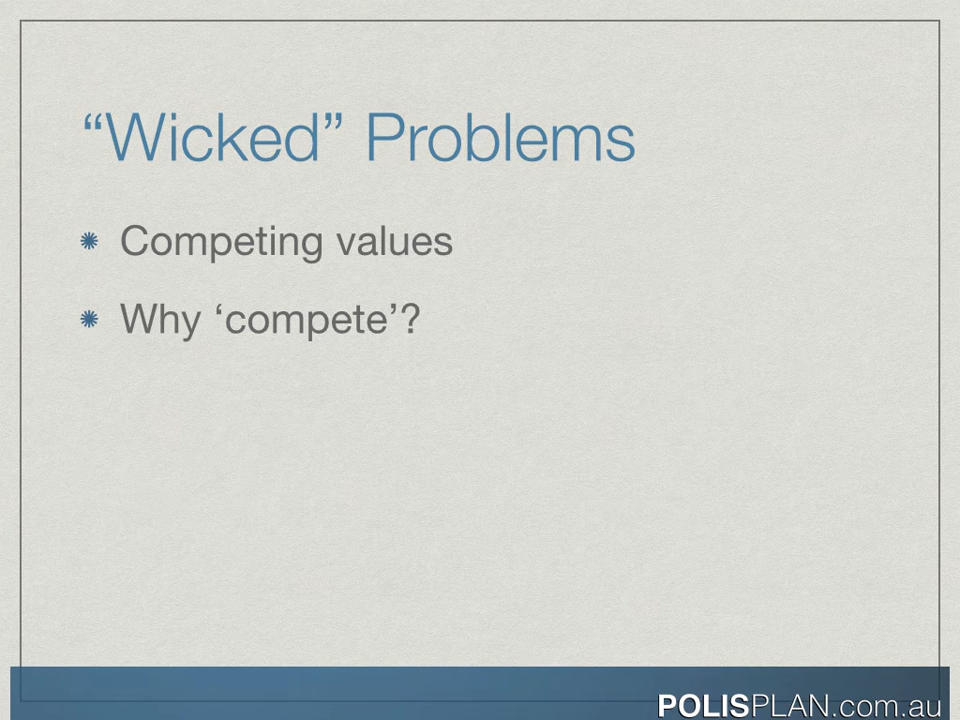 “Wicked” Problems
Competing values
Why ‘compete’?
POLISPLAN.com.au